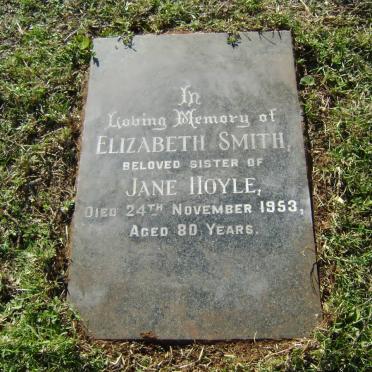 In
Loving Memory of
ELIZABETH SMITH,
BELOVED SISTER OF
JANE HOYLE,
DIED 24TH NOVEMBER 1953,
AGED 80 YEARS.